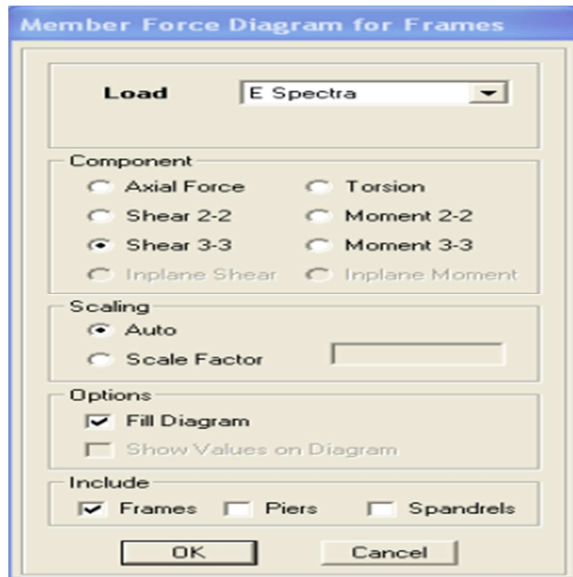 Member Force Diagram for Frames
Load E Spectra
Component
Axial Force Torsion
Shear 2-2 Moment 2-2
Shear 3-3 Moment 3-3
Inplane Shear Inplane Moment
Scaling
Auto
Scale Factor
Options
Fill Diagram
Show Values on Diagram
Include
Frames Piers Spandrels
OK Cancel